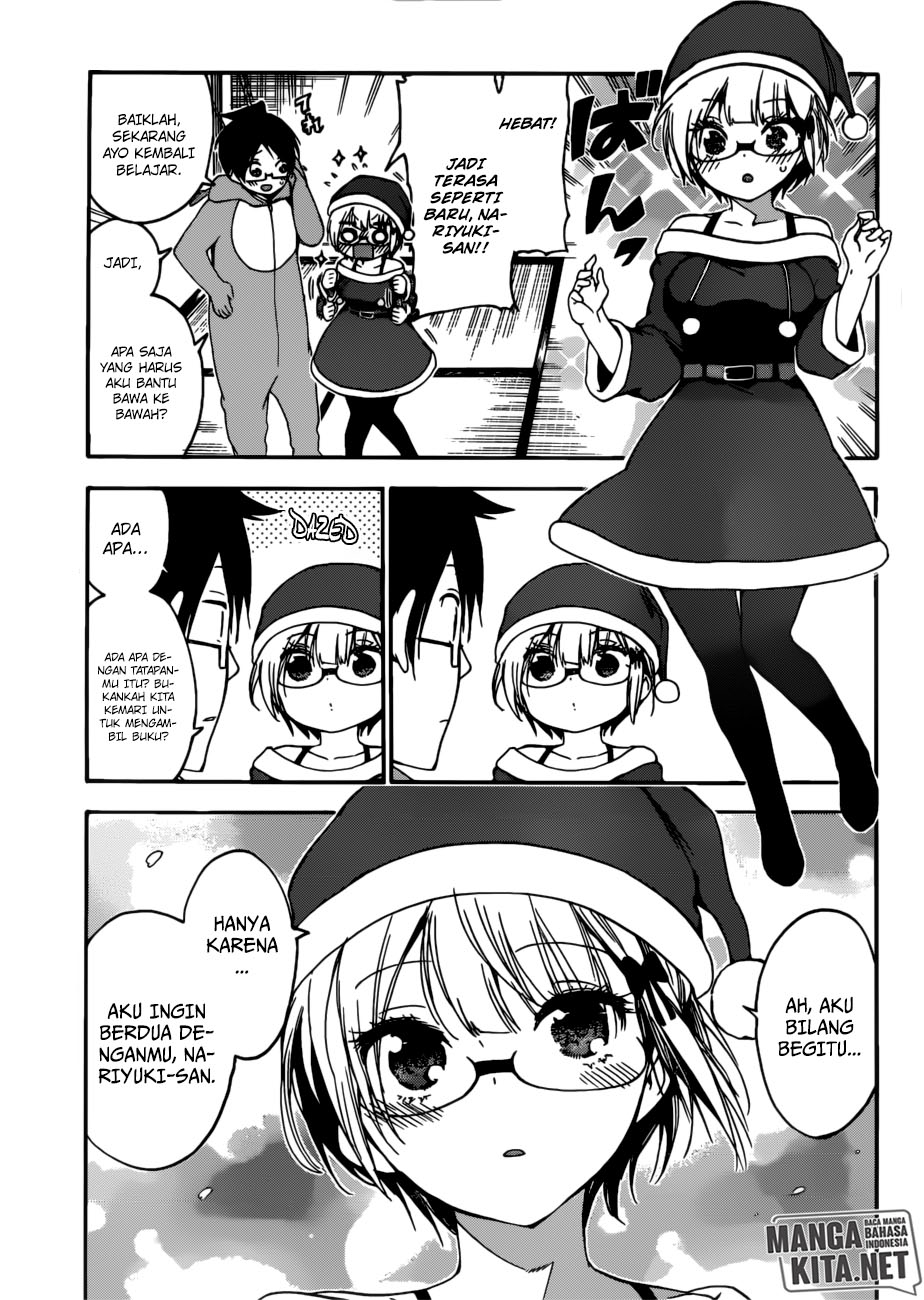 ばーん
HEBAT!
JADI
TERASA
SEPERTI
BARU, NA-
RIYUKI-
SAN!!
BAIKLAH,
SEKARANG
AYO KEMBALI
BELAJAR.
JADI,
APA SAJA
YANG HARUS
AKU BANTU
BAWA KE
BAWAH?
DAZED
ADA
APA...
ADA APA DE-
NGAN TATAPAN-
MU ITU? BU-
KANKAH KITA
KEMARI UN-
TUK MENGAM-
BIL BUKU?
AH, AKU
BILANG
BEGITU...
HANYA
KARENA
...
AKU INGIN
BERDUA DE-
NGANMU, NA-
RIYUKI-SAN.
MANGA BACA MANGA
BAHASA
INDONESIA
KITA.NET